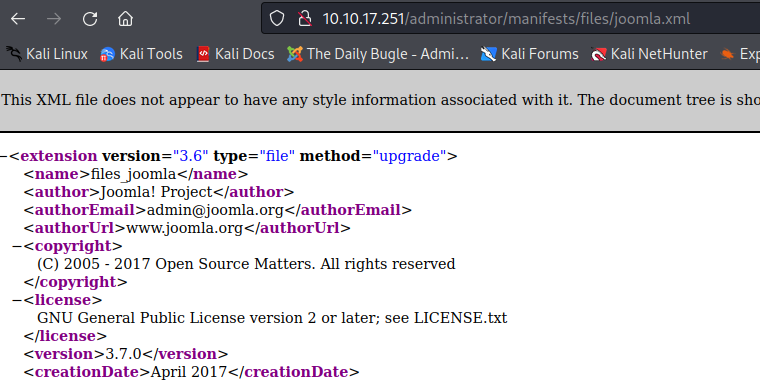 10.10.17.251/administrator/manifests/files/joomla.xml
Kali Linux Kali Tools Kali Docs The Daily Bugle - Admi... Kali Forums Kali NetHunter Exp
This XML file does not appear to have any style information associated with it. The document tree is sho
−<extension version="3.6" type="file" method="upgrade">
<name>files_joomla</name>
<author>Joomla! Project</author>
<authorEmail>admin@joomla.org</authorEmail>
<authorUrl>www.joomla.org</authorUrl>
−<copyright>
(C) 2005 - 2017 Open Source Matters. All rights reserved
</copyright>
−<license>
GNU General Public License version 2 or later; see LICENSE.txt
</license>
<version>3.7.0</version>
<creationDate>April 2017</creationDate>